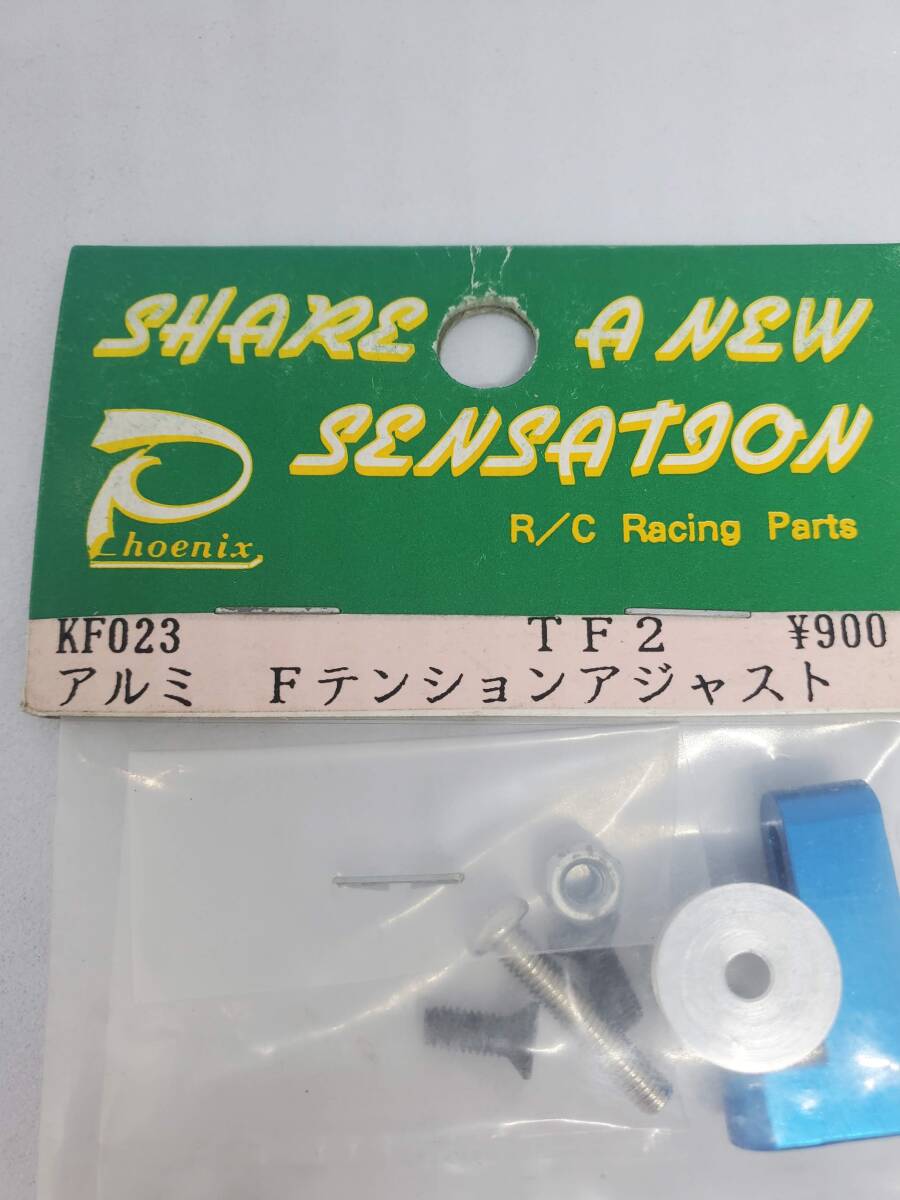 SHARE A NEW
SENSATION
Phoenix
R/C Racing Parts
KF023 TF2 ¥900
アルミ Fテンションアジャスト